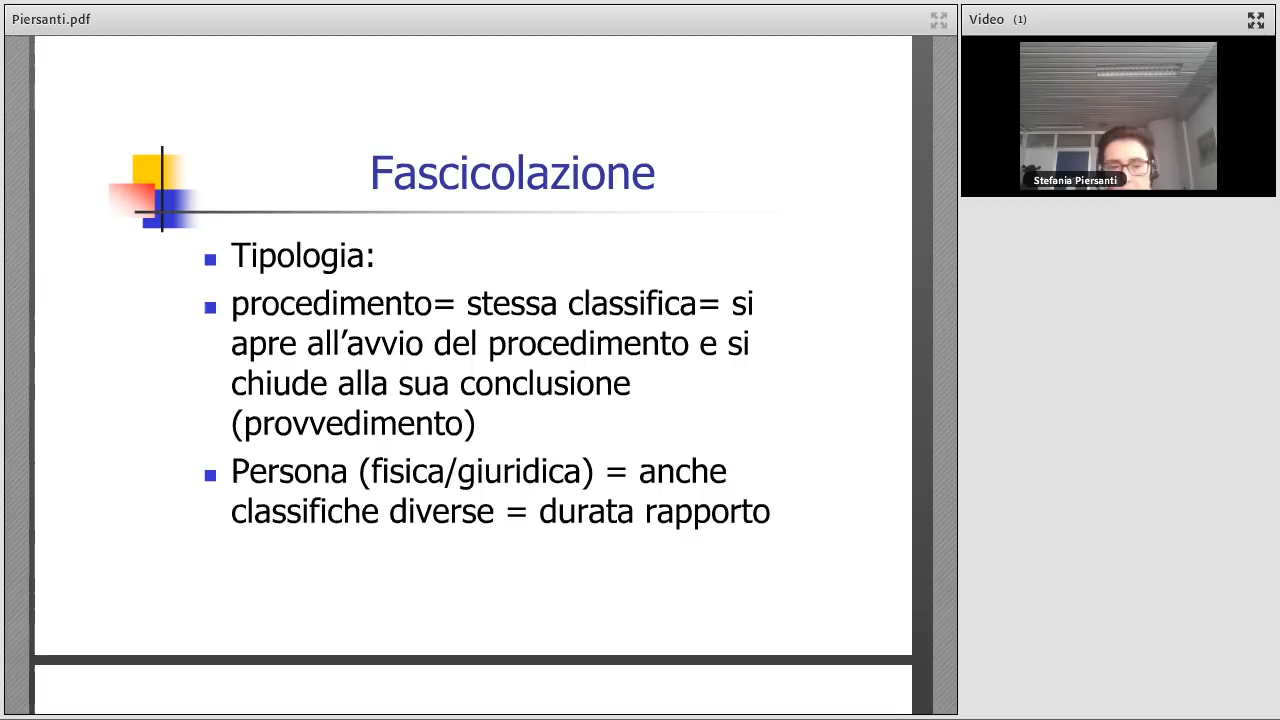 Piersanti.pdf
Video (1)
Stefania Piersanti
Fascicolazione
Tipologia:
procedimento= stessa classifica= si
apre all’avvio del procedimento e si
chiude alla sua conclusione
(provvedimento)
Persona (fisica/giuridica) = anche
classifiche diverse = durata rapporto